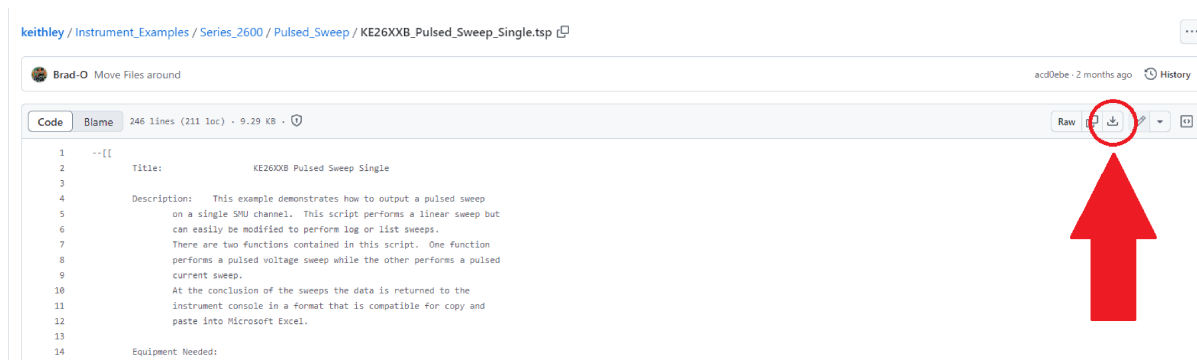 keithley / Instrument_Examples / Series_2600 / Pulsed_Sweep / KE26XXB_Pulsed_Sweep_Single.tsp
Brad-O Move Files around
acd0ebe · 2 months ago History
Code Blame 246 lines (211 loc) · 9.29 KB ·
Raw
1 --[[
2 Title: KE26XXB Pulsed Sweep Single
3
4 Description: This example demonstrates how to output a pulsed sweep
5 on a single SMU channel. This script performs a linear sweep but
6 can easily be modified to perform log or list sweeps.
7 There are two functions contained in this script. One function
8 performs a pulsed voltage sweep while the other performs a pulsed
9 current sweep.
10 At the conclusion of the sweeps the data is returned to the
11 instrument console in a format that is compatible for copy and
12 paste into Microsoft Excel.
13
14 Equipment Needed: